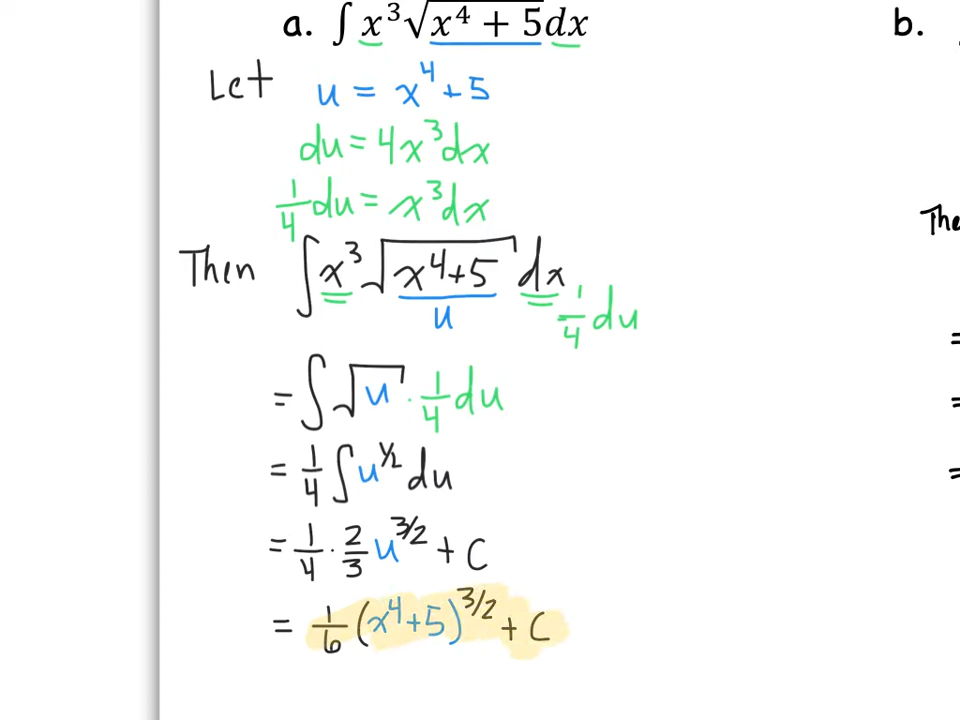 a. ∫ x³√(x⁴ + 5)dx
b.
Let u = x⁴+5
du = 4x³dx
1/4 du = x³dx
Then ∫ x³ √(x⁴+5) dx
u
1/4 du
= ∫ √u · 1/4 du
= 1/4 ∫ u^1/2 du
= 1/4 · 2/3 u^3/2 + C
= 1/6 (x⁴+5)^3/2 + C
The
=
=
=